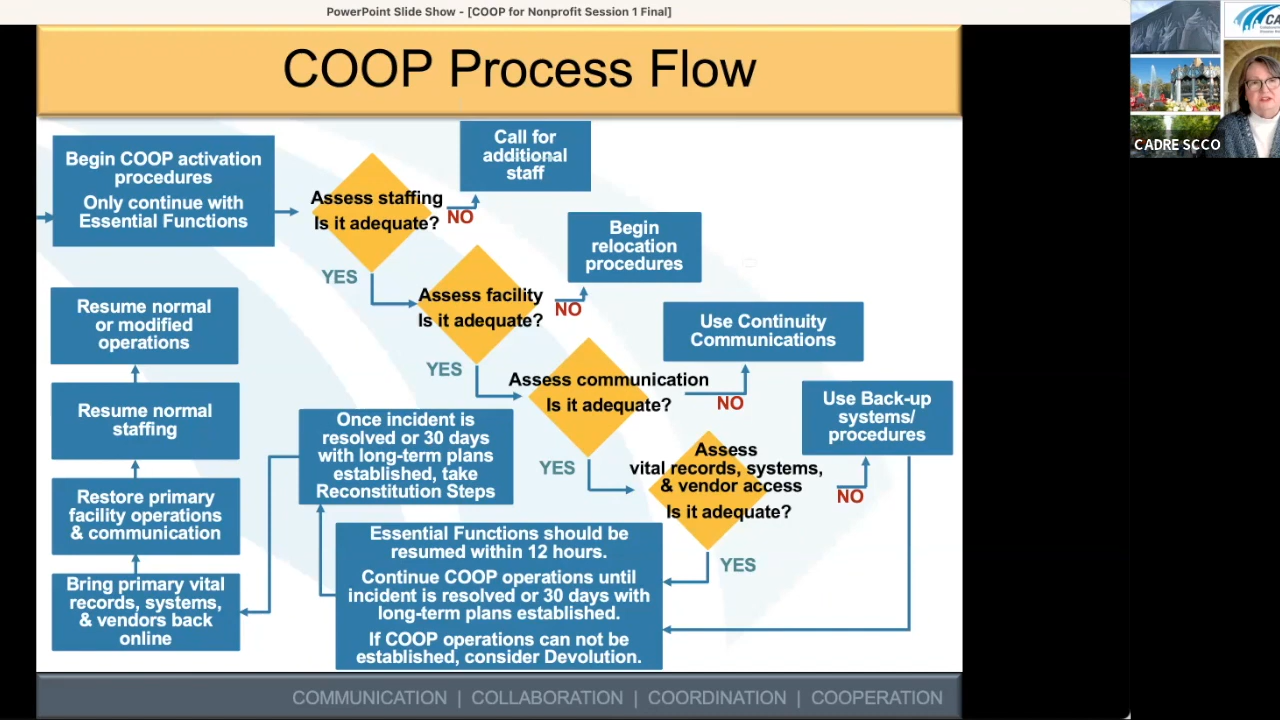 PowerPoint Slide Show - [COOP for Nonprofit Session 1 Final]
COOP Process Flow
Begin COOP activation
procedures
Only continue with
Essential Functions
Assess staffing
Is it adequate?
NO
Call for
additional
staff
YES
Assess facility
Is it adequate?
NO
Begin
relocation
procedures
YES
Assess communication
Is it adequate?
NO
Use Continuity
Communications
YES
Assess
vital records, systems,
& vendor access
Is it adequate?
NO
Use Back-up
systems/
procedures
YES
Essential Functions should be
resumed within 12 hours.
Continue COOP operations until
incident is resolved or 30 days with
long-term plans established.
If COOP operations can not be
established, consider Devolution.
Once incident is
resolved or 30 days
with long-term plans
established, take
Reconstitution Steps
Bring primary vital
records, systems,
& vendors back
online
Restore primary
facility operations
& communication
Resume normal
staffing
Resume normal
or modified
operations
COMMUNICATION | COLLABORATION | COORDINATION | COOPERATION
CA
CADRE SCCO